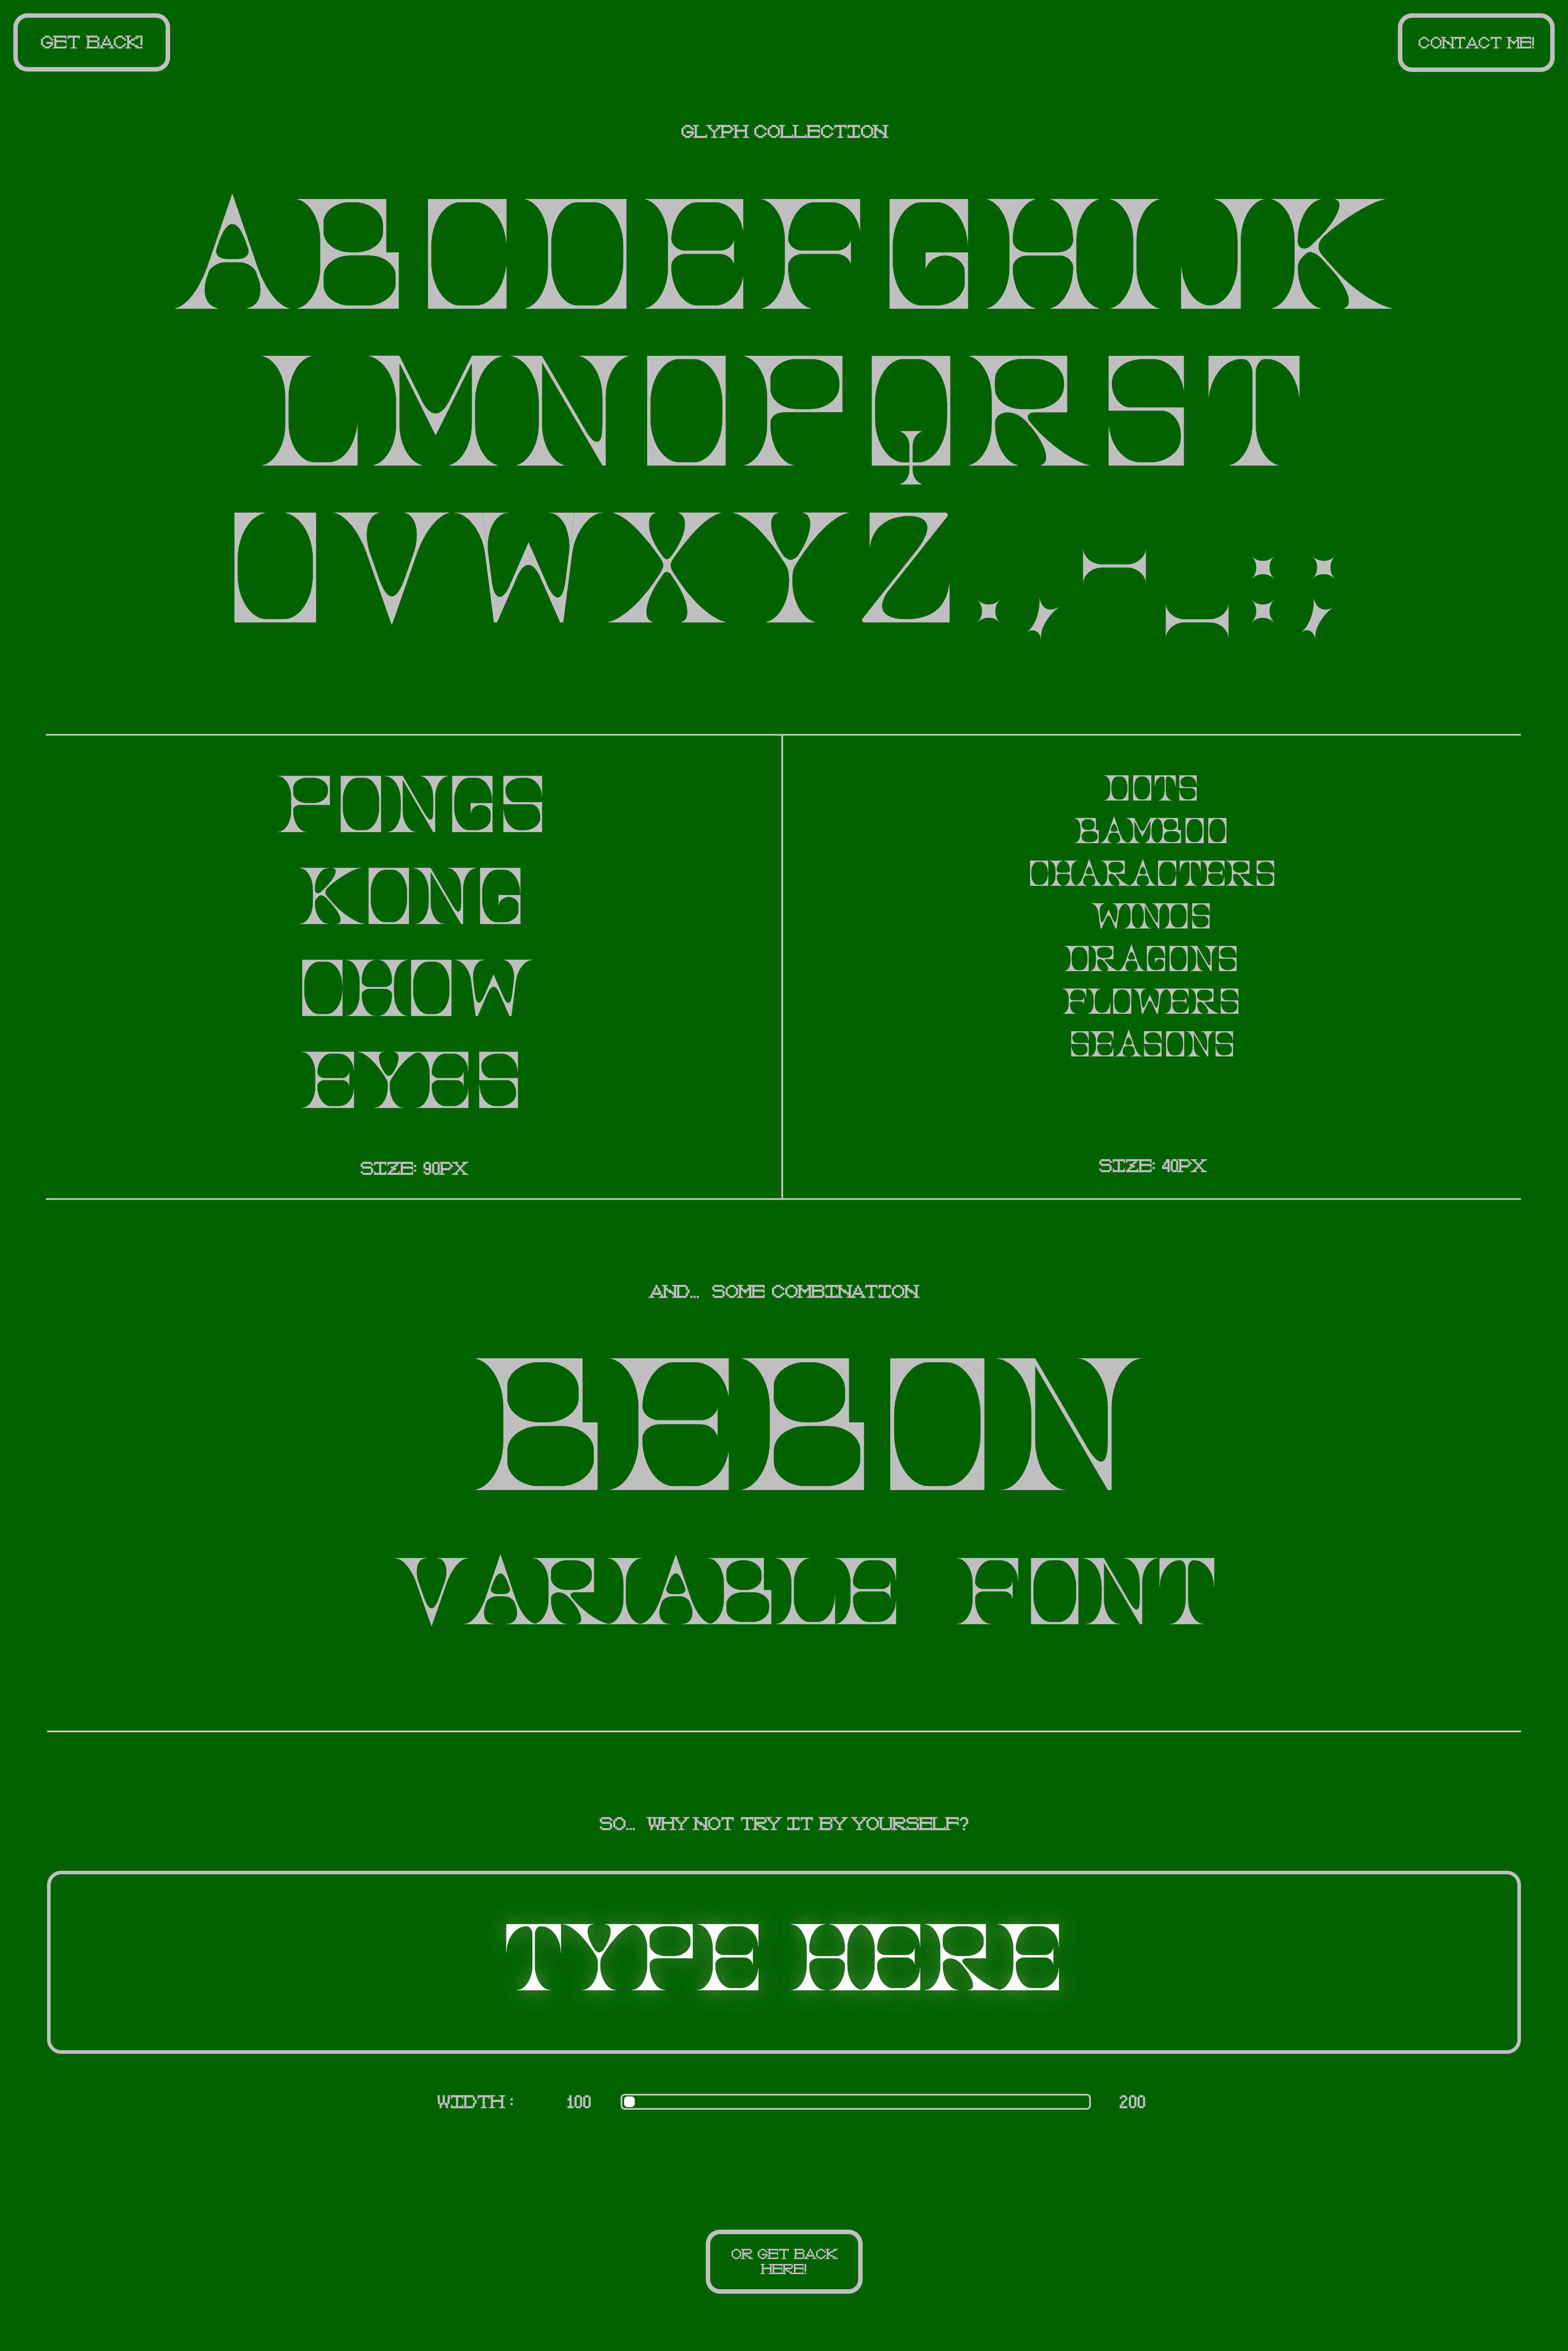 GET BACK!
CONTACT ME!
GLYPH COLLECTION
ABCDEFGHIJK
LMNOPQRST
UVWXYZ.,-_:;
PONGS
KONG
CHOW
EYES
SIZE: 90PX
DOTS
BAMBOO
CHARACTERS
WINDS
DRAGONS
FLOWERS
SEASONS
SIZE: 40PX
AND... SOME COMBINATION
BEBON
VARIABLE FONT
SO... WHY NOT TRY IT BY YOURSELF?
TYPE HERE
WIDTH: 100 200
OR GET BACK
HERE!